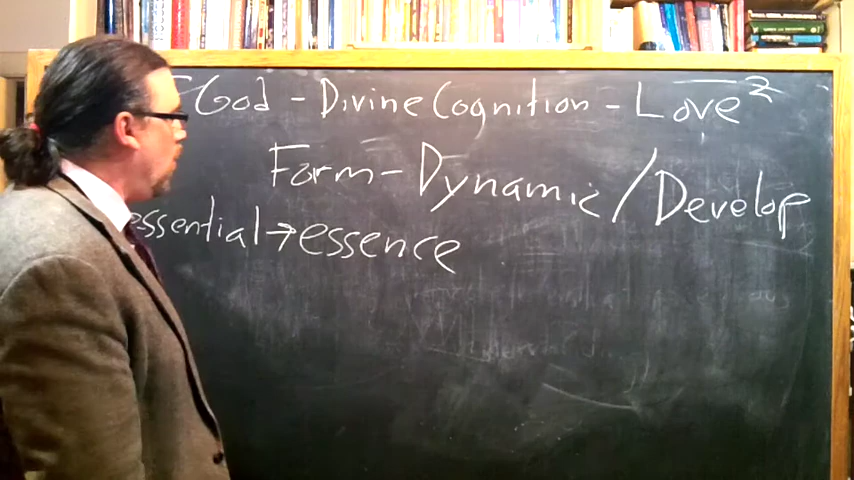 God - Divine Cognition - Love²
Form - Dynamic / Develop
essential → essence